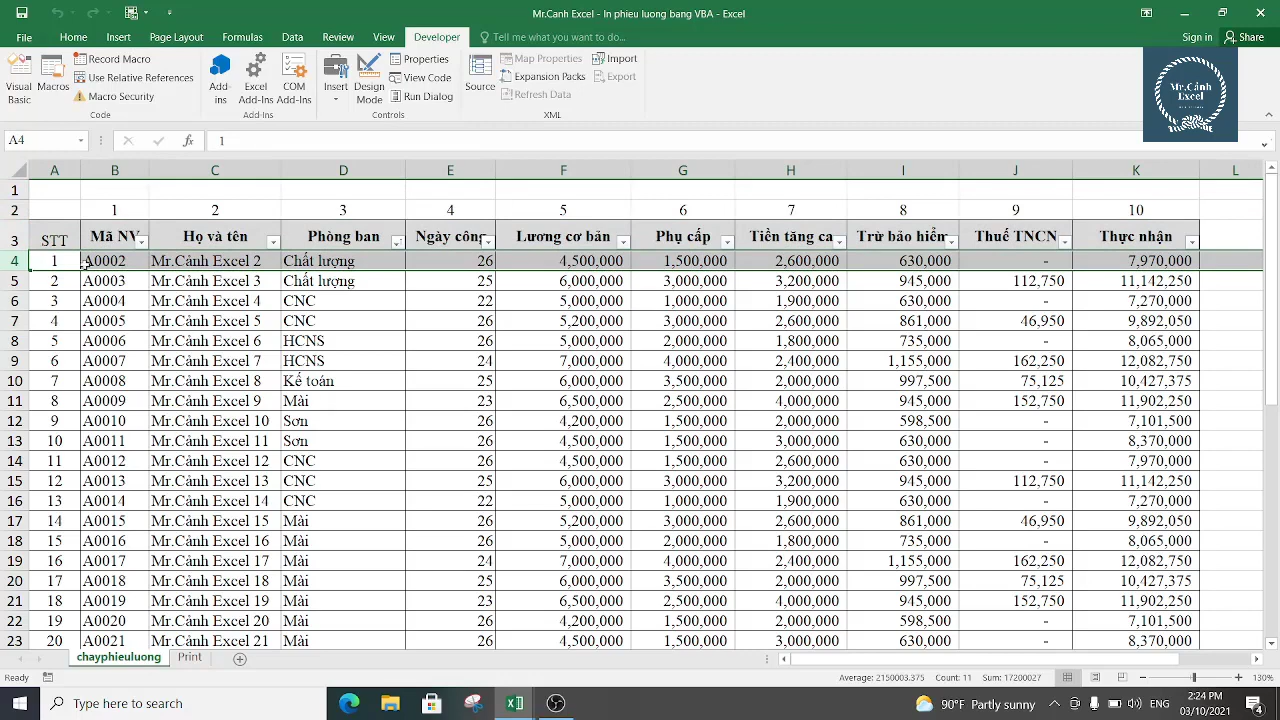 Mr.Canh Excel - In phieu luong bang VBA - Excel
File Home Insert Page Layout Formulas Data Review View Developer Tell me what you want to do... Sign in Share
Visual Basic Macros Record Macro Use Relative References Macro Security Code
Add-ins Excel Add-Ins COM Add-Ins Add-Ins
Insert Design Mode Properties View Code Run Dialog Controls
Source Map Properties Expansion Packs Refresh Data Import Export XML
Mr.Cảnh
Excel
A4 fx 1
A B C D E F G H I J K L
1
2 1 2 3 4 5 6 7 8 9 10
3 STT Mã NV Họ và tên Phòng ban Ngày công Lương cơ bản Phụ cấp Tiền tăng ca Trừ bảo hiểm Thuế TNCN Thực nhận
4 1 A0002 Mr.Cảnh Excel 2 Chất lượng 26 4,500,000 1,500,000 2,600,000 630,000 - 7,970,000
5 2 A0003 Mr.Cảnh Excel 3 Chất lượng 25 6,000,000 3,000,000 3,200,000 945,000 112,750 11,142,250
6 3 A0004 Mr.Cảnh Excel 4 CNC 22 5,000,000 1,000,000 1,900,000 630,000 - 7,270,000
7 4 A0005 Mr.Cảnh Excel 5 CNC 26 5,200,000 3,000,000 2,600,000 861,000 46,950 9,892,050
8 5 A0006 Mr.Cảnh Excel 6 HCNS 26 5,000,000 2,000,000 1,800,000 735,000 - 8,065,000
9 6 A0007 Mr.Cảnh Excel 7 HCNS 24 7,000,000 4,000,000 2,400,000 1,155,000 162,250 12,082,750
10 7 A0008 Mr.Cảnh Excel 8 Kế toán 25 6,000,000 3,500,000 2,000,000 997,500 75,125 10,427,375
11 8 A0009 Mr.Cảnh Excel 9 Mài 23 6,500,000 2,500,000 4,000,000 945,000 152,750 11,902,250
12 9 A0010 Mr.Cảnh Excel 10 Sơn 26 4,200,000 1,500,000 2,000,000 598,500 - 7,101,500
13 10 A0011 Mr.Cảnh Excel 11 Sơn 26 4,500,000 1,500,000 3,000,000 630,000 - 8,370,000
14 11 A0012 Mr.Cảnh Excel 12 CNC 26 4,500,000 1,500,000 2,600,000 630,000 - 7,970,000
15 12 A0013 Mr.Cảnh Excel 13 CNC 25 6,000,000 3,000,000 3,200,000 945,000 112,750 11,142,250
16 13 A0014 Mr.Cảnh Excel 14 CNC 22 5,000,000 1,000,000 1,900,000 630,000 - 7,270,000
17 14 A0015 Mr.Cảnh Excel 15 Mài 26 5,200,000 3,000,000 2,600,000 861,000 46,950 9,892,050
18 15 A0016 Mr.Cảnh Excel 16 Mài 26 5,000,000 2,000,000 1,800,000 735,000 - 8,065,000
19 16 A0017 Mr.Cảnh Excel 17 Mài 24 7,000,000 4,000,000 2,400,000 1,155,000 162,250 12,082,750
20 17 A0018 Mr.Cảnh Excel 18 Mài 25 6,000,000 3,500,000 2,000,000 997,500 75,125 10,427,375
21 18 A0019 Mr.Cảnh Excel 19 Mài 23 6,500,000 2,500,000 4,000,000 945,000 152,750 11,902,250
22 19 A0020 Mr.Cảnh Excel 20 Mài 26 4,200,000 1,500,000 2,000,000 598,500 - 7,101,500
23 20 A0021 Mr.Cảnh Excel 21 Mài 26 4,500,000 1,500,000 3,000,000 630,000 - 8,370,000
chayphieuluong Print
Ready Average: 2150003.375 Count: 11 Sum: 17200027 130%
Type here to search 90°F Partly sunny ENG 2:24 PM
03/10/2021